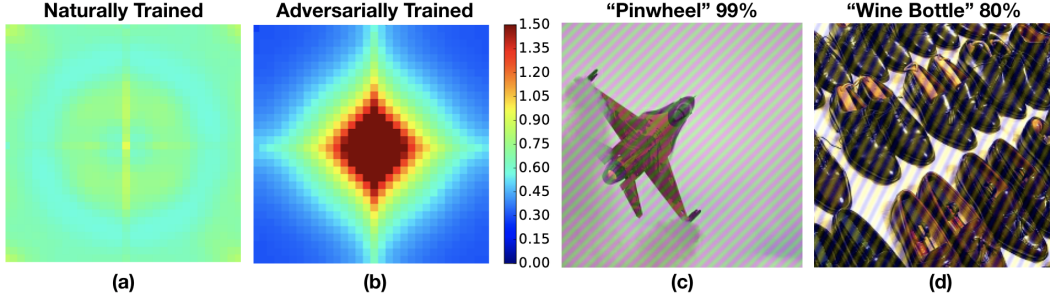 Naturally Trained
Adversarially Trained
“Pinwheel” 99%
“Wine Bottle” 80%
1.50
1.35
1.20
1.05
0.90
0.75
0.60
0.45
0.30
0.15
0.00
(a)
(b)
(c)
(d)